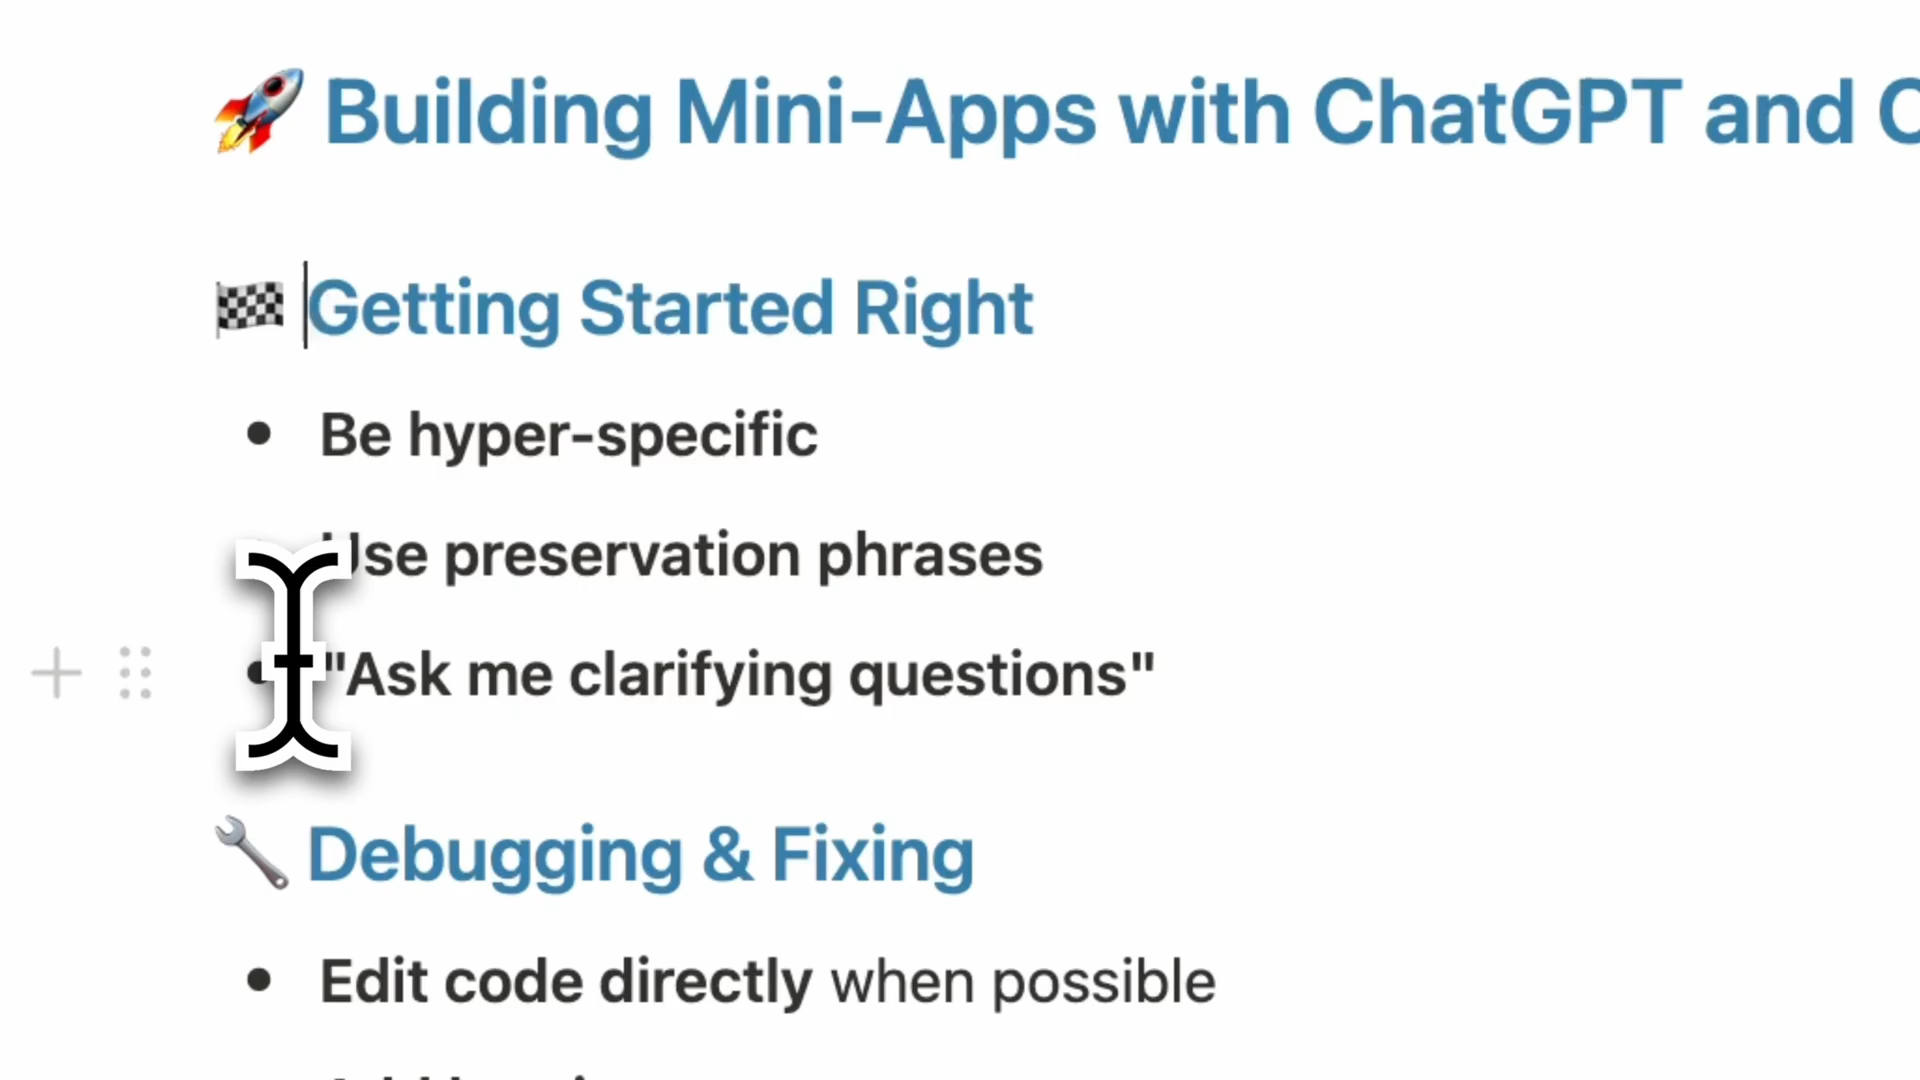 🚀 Building Mini-Apps with ChatGPT and
🏁 Getting Started Right
• Be hyper-specific
Use preservation phrases
• "Ask me clarifying questions"
🔧 Debugging & Fixing
• Edit code directly when possible